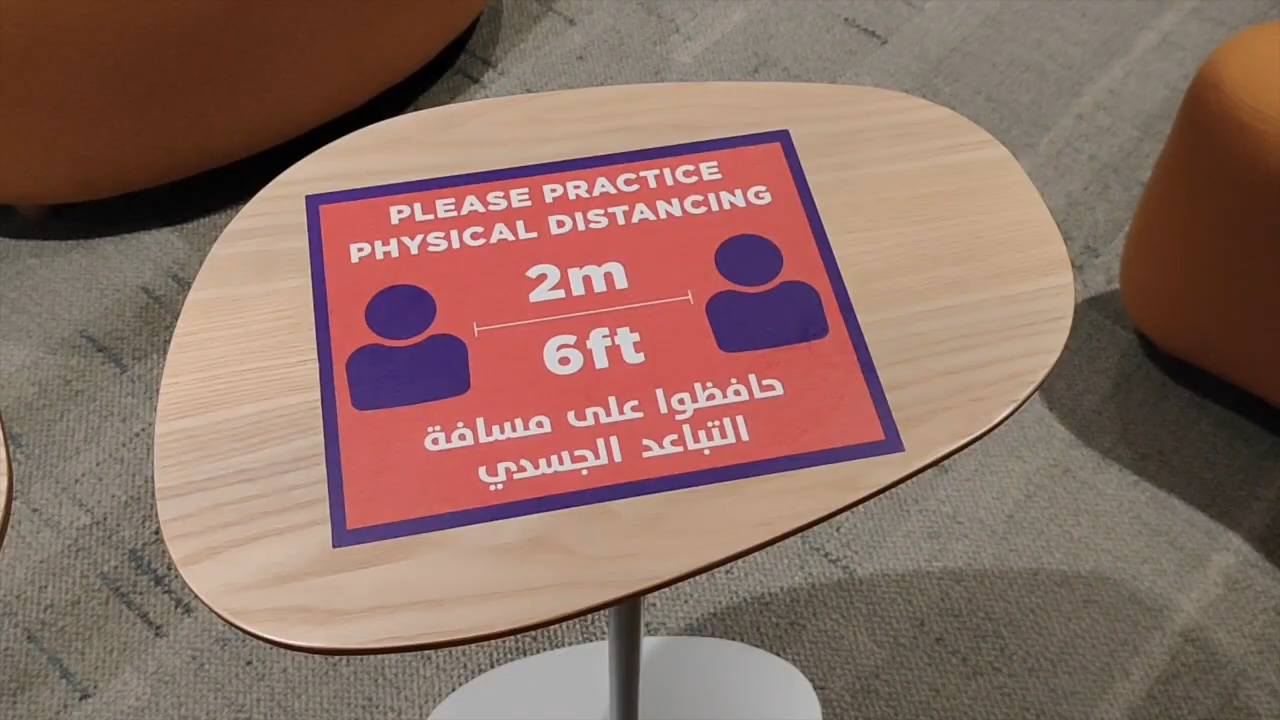 PLEASE PRACTICE
PHYSICAL DISTANCING
2m
6ft
حافظوا على مسافة
التباعد الجسدي